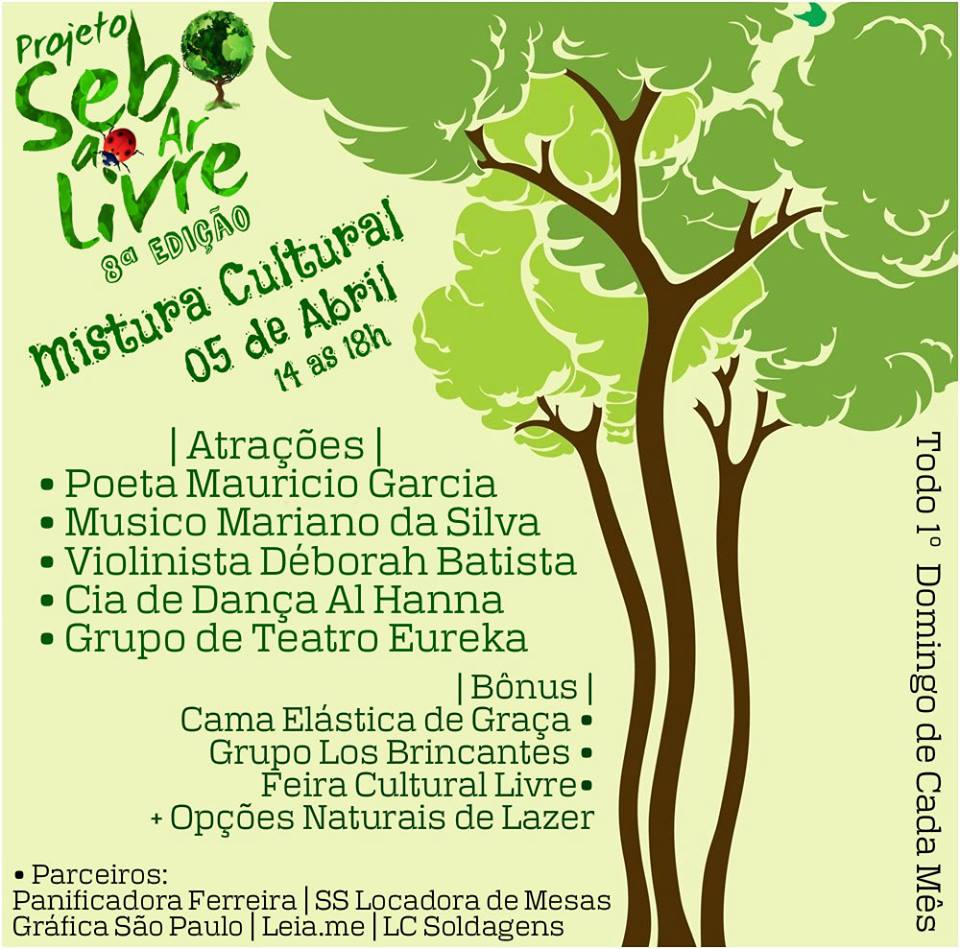 Projeto
Sebo
ao Ar
Livre
8ª EDIÇÃO
Mistura Cultural
05 de Abril
14 as 18h
| Atrações |
• Poeta Mauricio Garcia
• Musico Mariano da Silva
• Violinista Déborah Batista
• Cia de Dança Al Hanna
• Grupo de Teatro Eureka
| Bônus |
Cama Elástica de Graça •
Grupo Los Brincantes •
Feira Cultural Livre•
+ Opções Naturais de Lazer
Todo 1º Domingo de Cada Mês
• Parceiros:
Panificadora Ferreira | SS Locadora de Mesas
Gráfica São Paulo | Leia.me | LC Soldagens